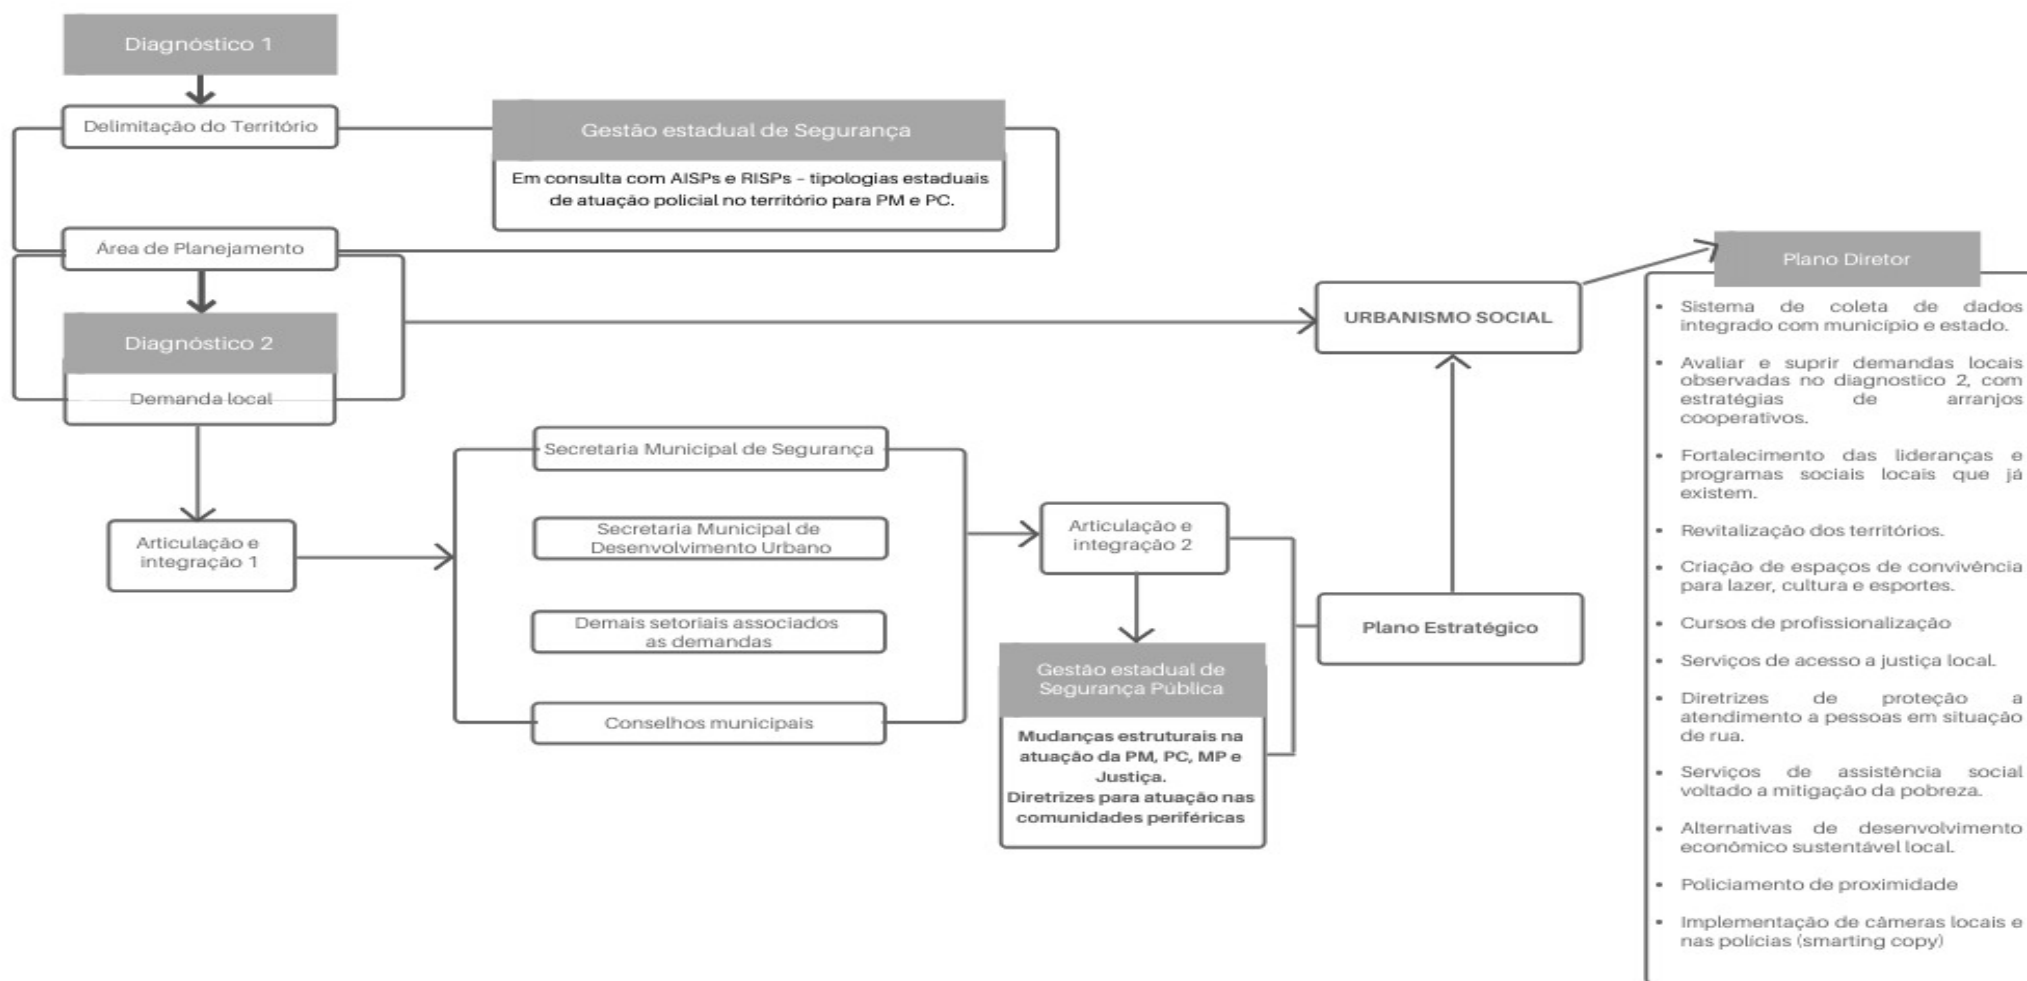 Diagnóstico 1
Delimitação do Território
Gestão estadual de Segurança
Em consulta com AISPs e RISPs - tipologias estaduais
de atuação policial no território para PM e PC.
Área de Planejamento
Diagnóstico 2
Demanda local
Articulação e
integração 1
Secretaria Municipal de Segurança
Secretaria Municipal de
Desenvolvimento Urbano
Demais setoriais associados
as demandas
Conselhos municipais
Articulação e
integração 2
Gestão estadual de
Segurança Pública
Mudanças estruturais na
atuação da PM, PC, MP e
Justiça.
Diretrizes para atuação nas
comunidades periféricas
Plano Estratégico
URBANISMO SOCIAL
Plano Diretor
• Sistema de coleta de dados
integrado com município e estado.
• Avaliar e suprir demandas locais
observadas no diagnostico 2, com
estratégias de arranjos
cooperativos.
• Fortalecimento das lideranças e
programas sociais locais que já
existem.
• Revitalização dos territórios.
• Criação de espaços de convivência
para lazer, cultura e esportes.
• Cursos de profissionalização
• Serviços de acesso a justiça local.
• Diretrizes de proteção a
atendimento a pessoas em situação
de rua.
• Serviços de assistência social
voltado a mitigação da pobreza.
• Alternativas de desenvolvimento
econômico sustentável local.
• Policiamento de proximidade
• Implementação de câmeras locais e
nas polícias (smarting copy)